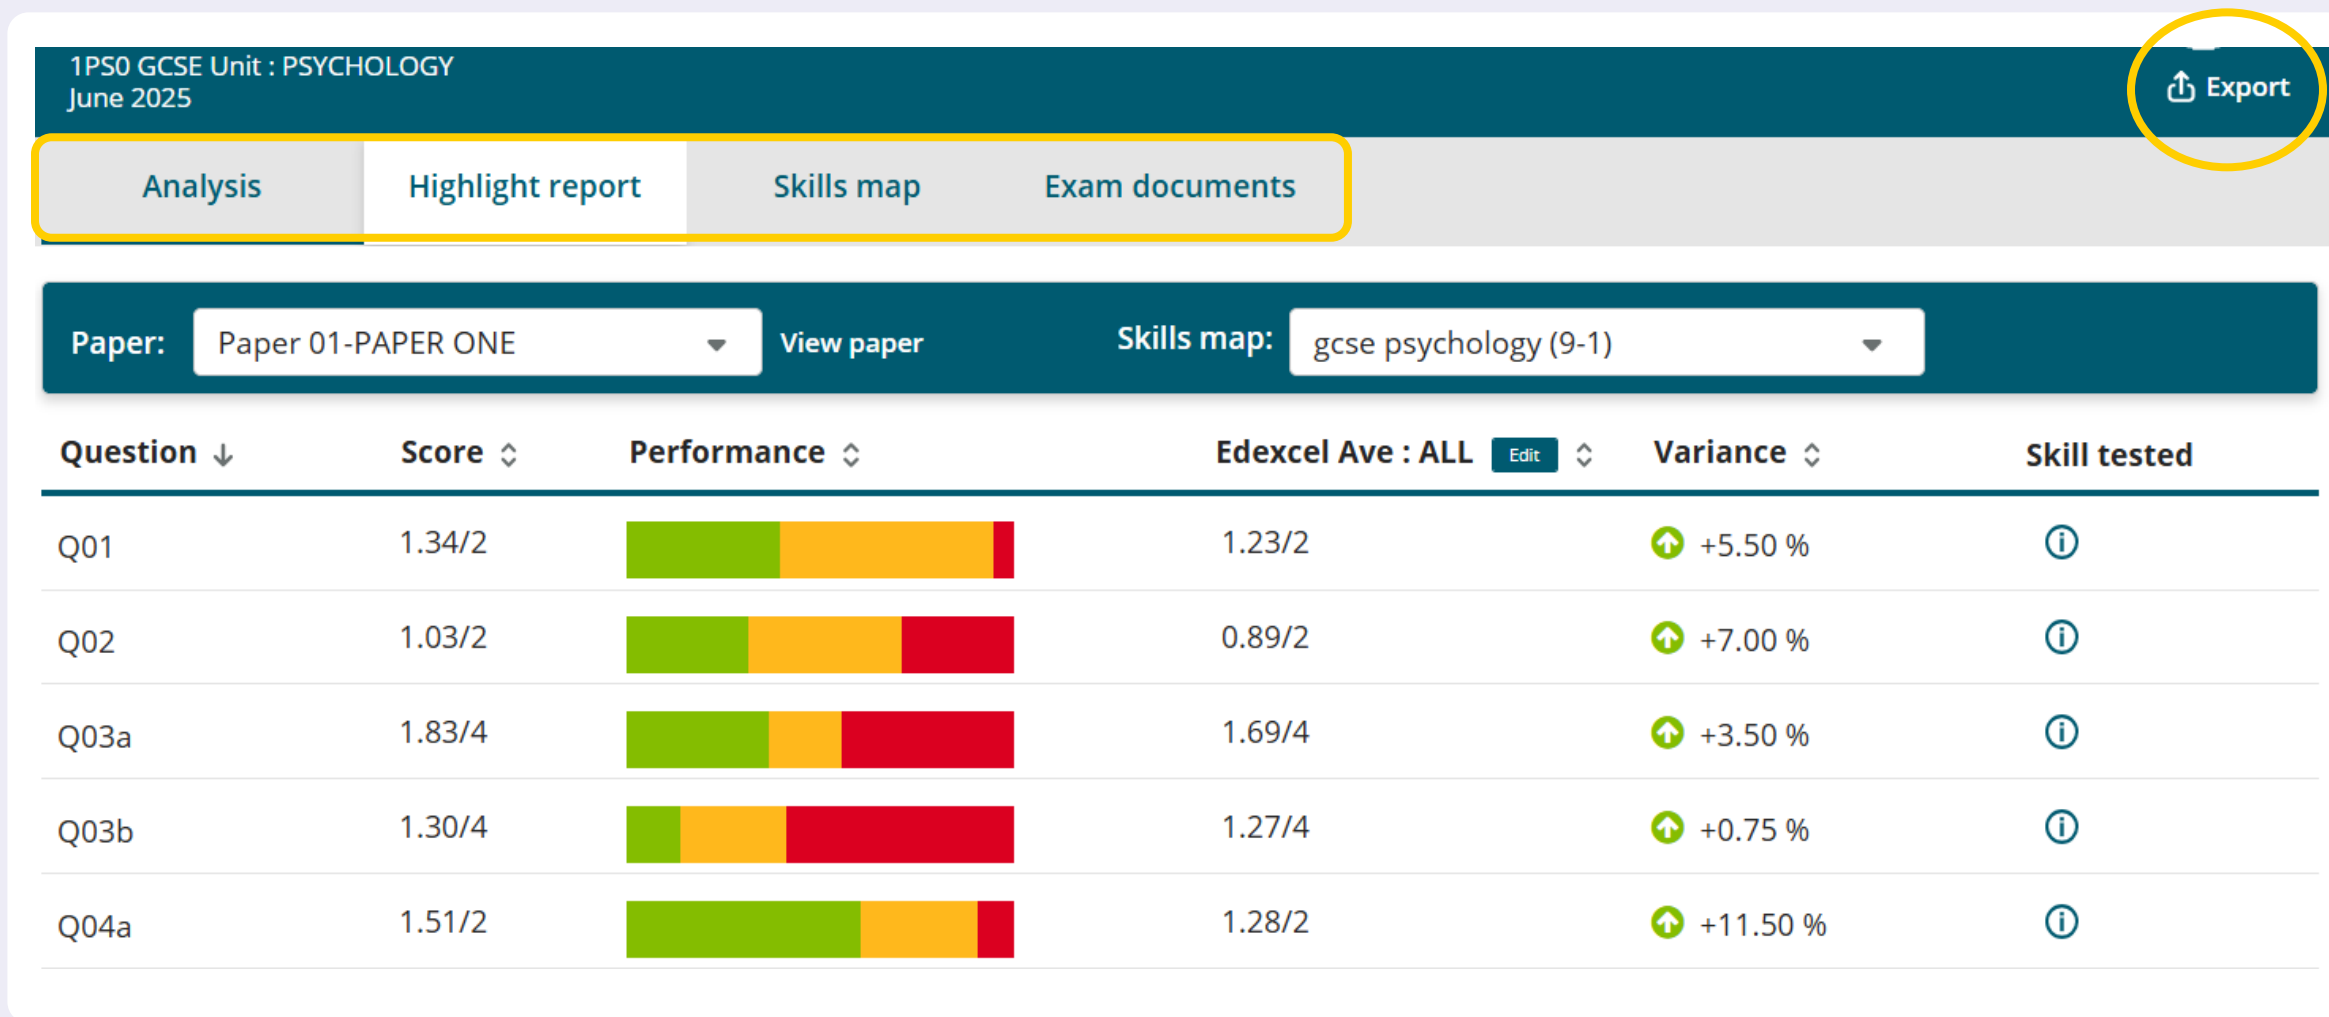 1PS0 GCSE Unit : PSYCHOLOGY
June 2025
Export
Analysis Highlight report Skills map Exam documents
Paper: Paper 01-PAPER ONE View paper Skills map: gcse psychology (9-1)
Question Score Performance Edexcel Ave : ALL Edit Variance Skill tested
Q01 1.34/2 1.23/2 +5.50 %
Q02 1.03/2 0.89/2 +7.00 %
Q03a 1.83/4 1.69/4 +3.50 %
Q03b 1.30/4 1.27/4 +0.75 %
Q04a 1.51/2 1.28/2 +11.50 %